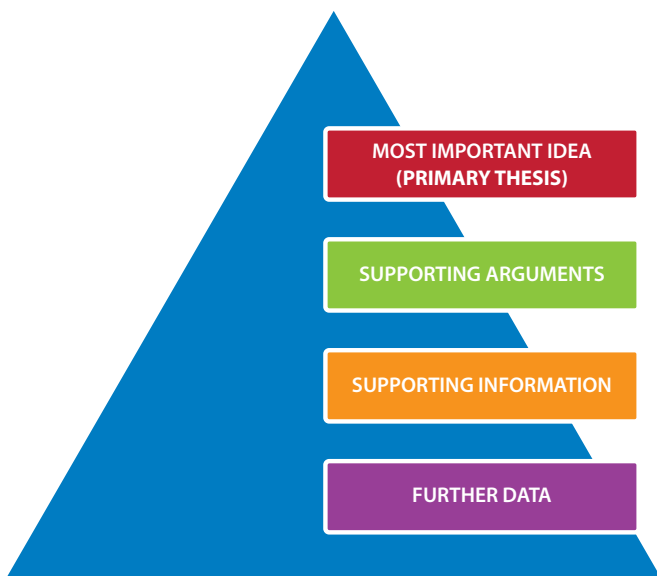 MOST IMPORTANT IDEA
(PRIMARY THESIS)
SUPPORTING ARGUMENTS
SUPPORTING INFORMATION
FURTHER DATA